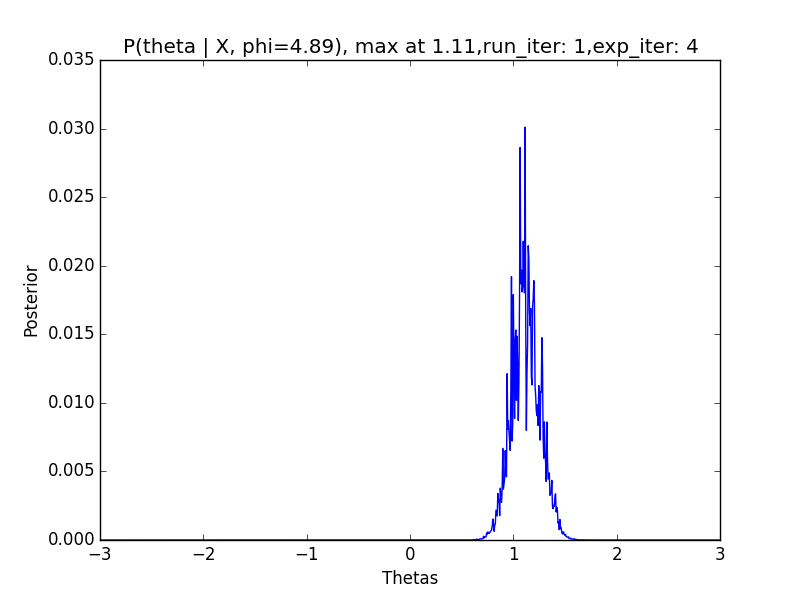 P(theta | X, phi=4.89), max at 1.11,run_iter: 1,exp_iter: 4
0.035
0.030
0.025
0.020
0.015
0.010
0.005
0.000
Posterior
−3 −2 −1 0 1 2 3
Thetas